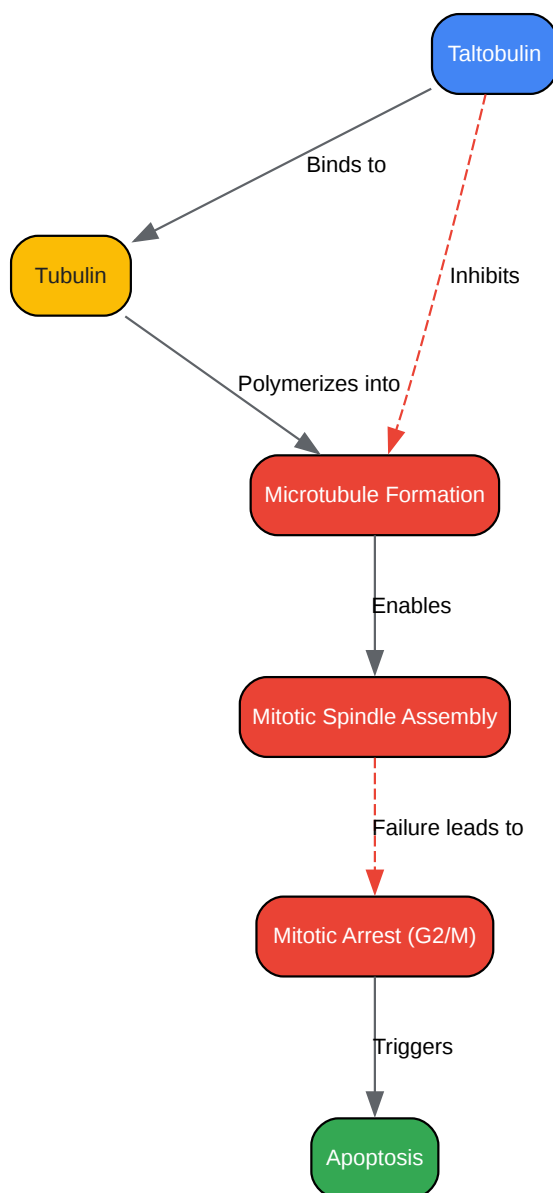 Taltobulin
Binds to
Tubulin
Inhibits
Polymerizes into
Microtubule Formation
Enables
Mitotic Spindle Assembly
Failure leads to
Mitotic Arrest (G2/M)
Triggers
Apoptosis